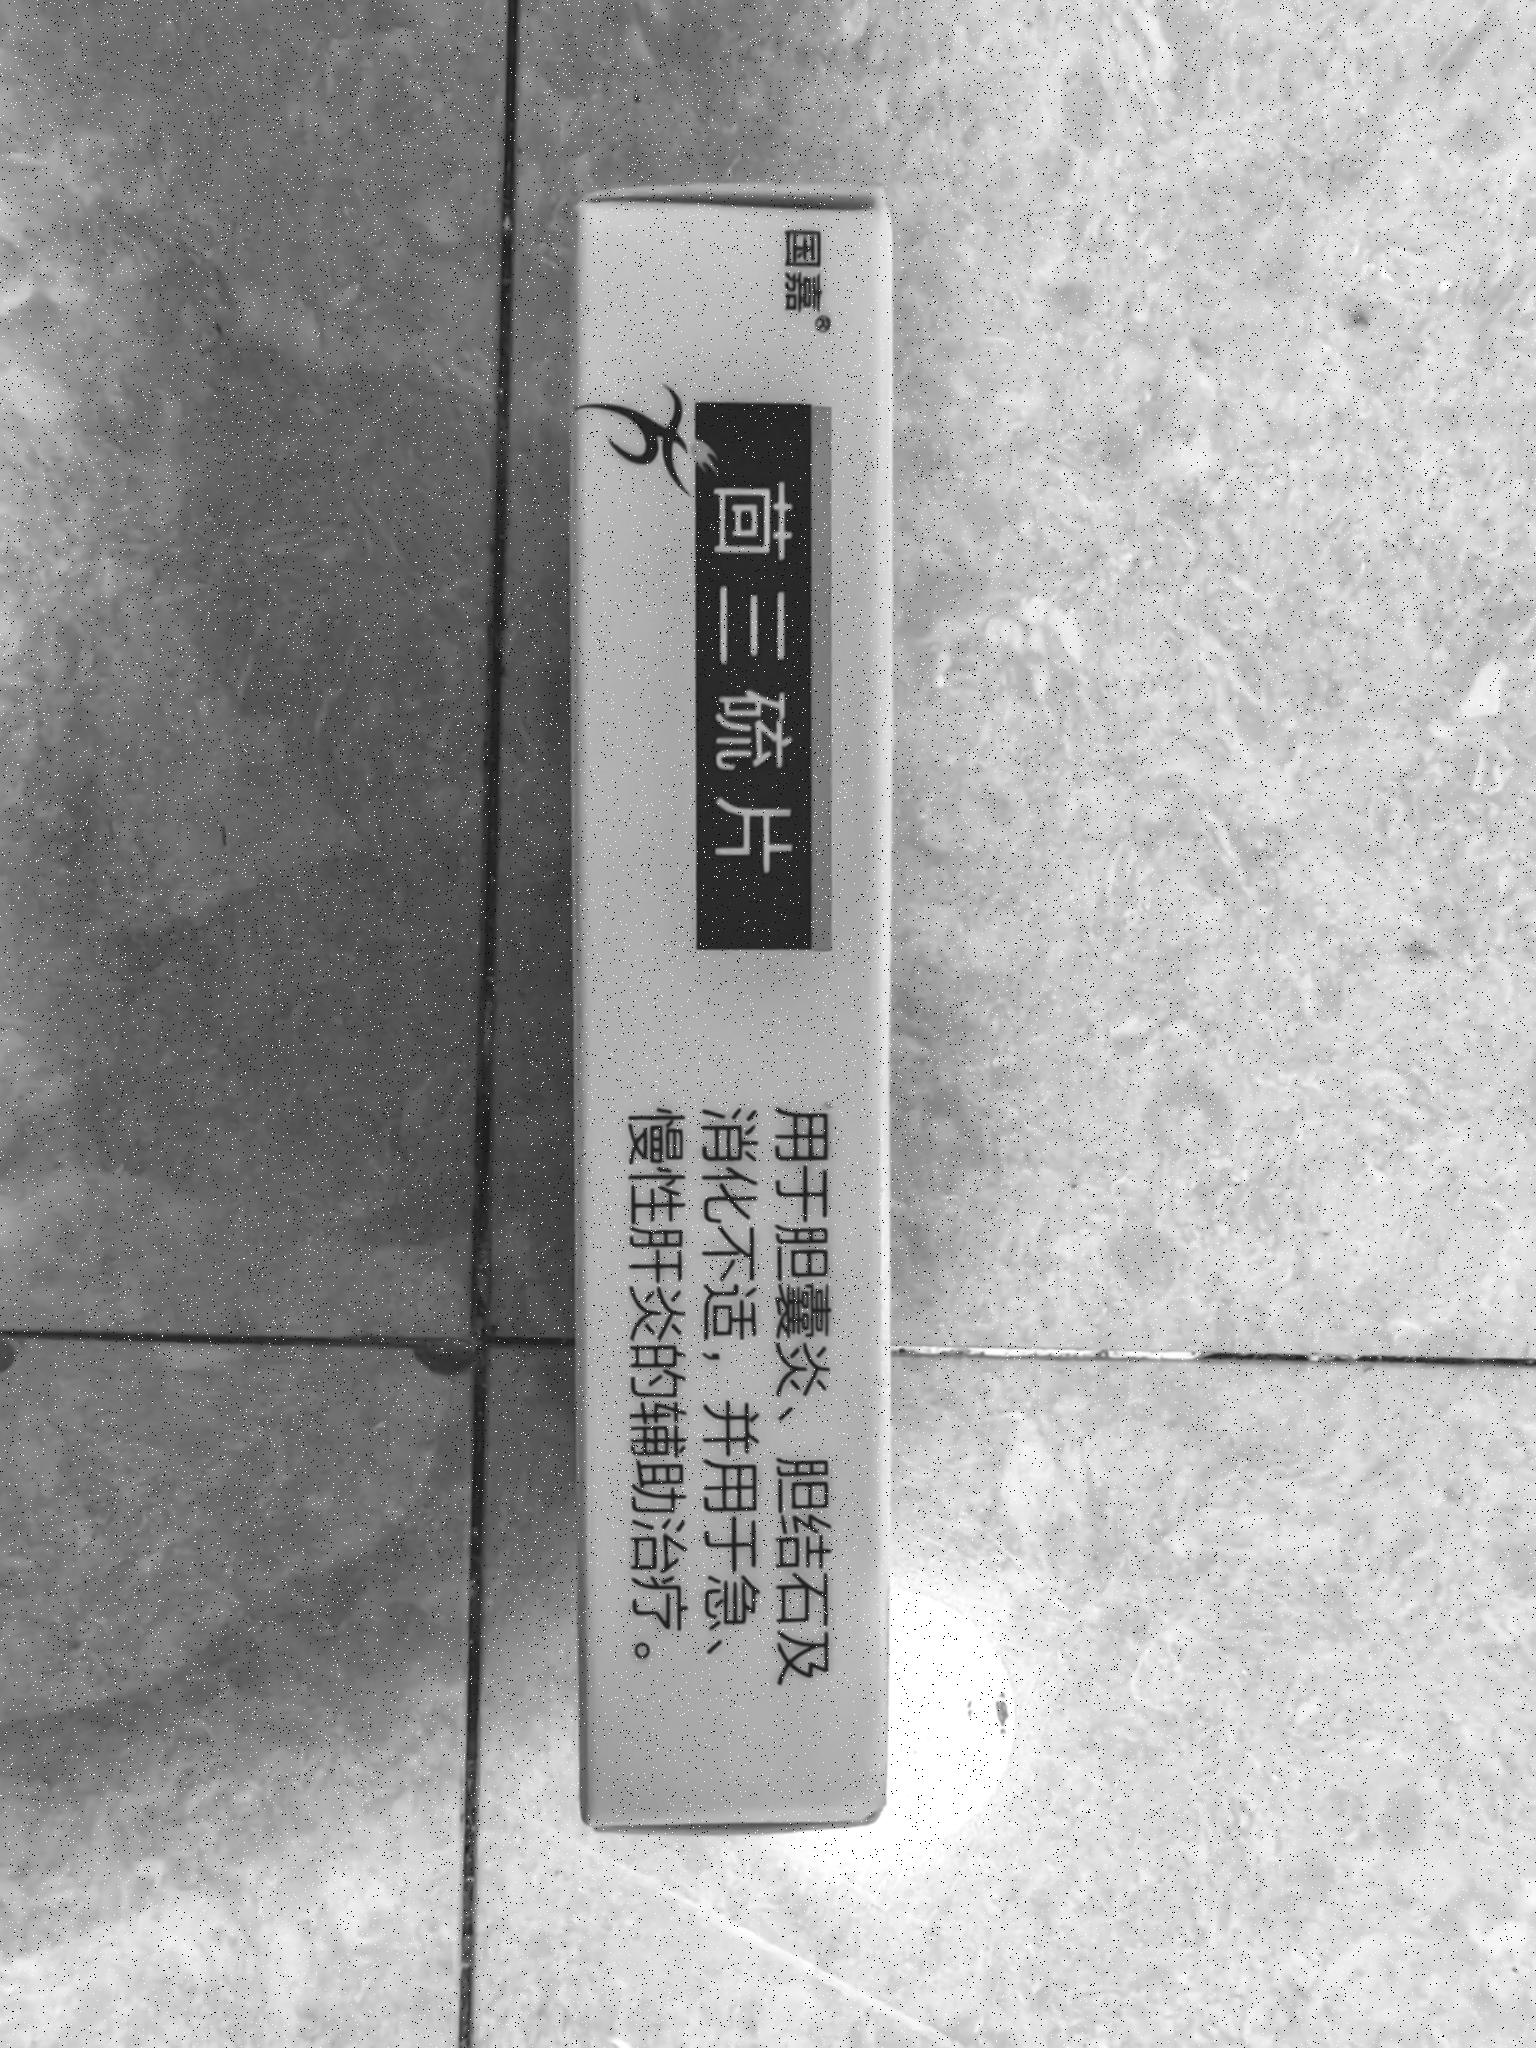 国嘉®
茴三硫片
用于胆囊炎、胆结石及
消化不适，并用于急、
慢性肝炎的辅助治疗。